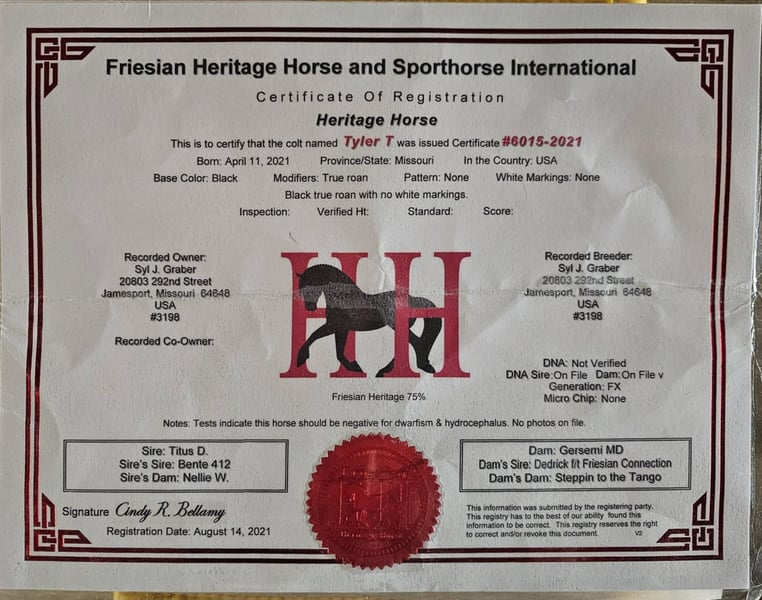 Friesian Heritage Horse and Sporthorse International
Certificate Of Registration
Heritage Horse
This is to certify that the colt named Tyler T was issued Certificate #6015-2021
Born: April 11, 2021 Province/State: Missouri In the Country: USA
Base Color: Black Modifiers: True roan Pattern: None White Markings: None
Black true roan with no white markings.
Inspection: Verified Ht: Standard: Score:
Recorded Owner:
Syl J. Graber
20803 292nd Street
Jamesport, Missouri 64648
USA
#3198
Recorded Co-Owner:
HH
Friesian Heritage 75%
Recorded Breeder:
Syl J. Graber
20803 292nd Street
Jamesport, Missouri 64648
USA
#3198
DNA: Not Verified
DNA Sire:On File Dam:On File v
Generation: FX
Micro Chip: None
Notes: Tests indicate this horse should be negative for dwarfism & hydrocephalus. No photos on file.
Sire: Titus D.
Sire's Sire: Bente 412
Sire's Dam: Nellie W.
Dam: Gersemi MD
Dam's Sire: Dedrick f/t Friesian Connection
Dam's Dam: Steppin to the Tango
Signature Cindy R. Bellamy
Registration Date: August 14, 2021
This information was submitted by the registering party.
This registry has to the best of our ability found this
information to be correct. This registry reserves the right
to correct and/or revoke this document V2